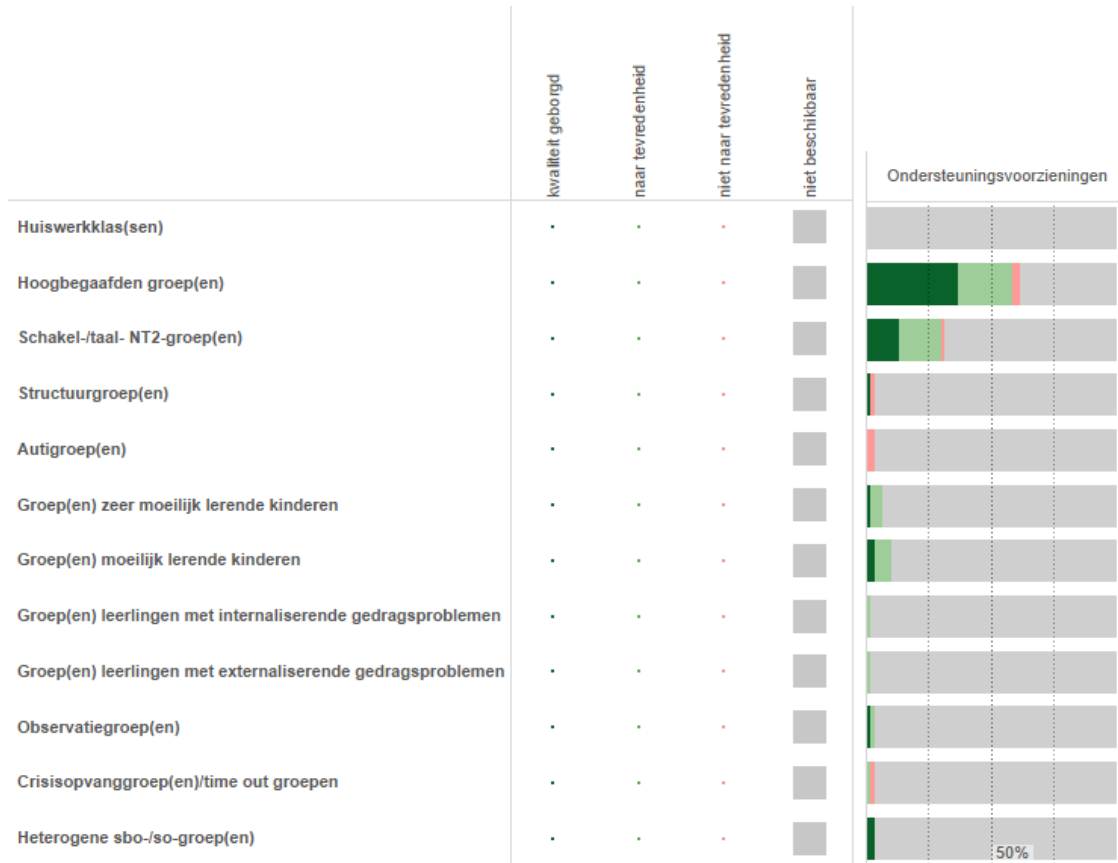 kwaliteit geborgd
naar tevredenheid
niet naar tevredenheid
niet beschikbaar
Ondersteuningsvoorzieningen
Huiswerkklas(sen)
Hoogbegaafden groep(en)
Schakel-/taal- NT2-groep(en)
Structuurgroep(en)
Autigroep(en)
Groep(en) zeer moeilijk lerende kinderen
Groep(en) moeilijk lerende kinderen
Groep(en) leerlingen met internaliserende gedragsproblemen
Groep(en) leerlingen met externaliserende gedragsproblemen
Observatiegroep(en)
Crisisopvanggroep(en)/time out groepen
Heterogene sbo-/so-groep(en)
50%